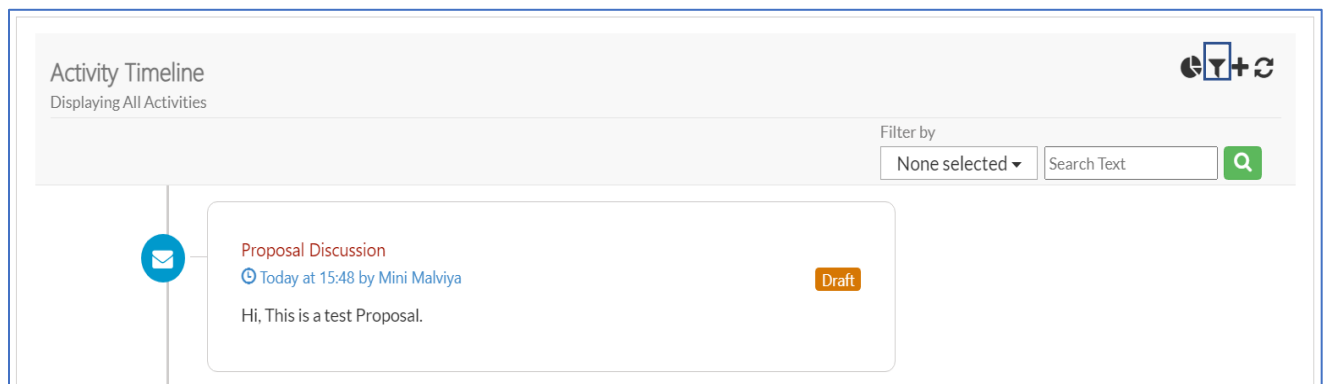 Activity Timeline
Displaying All Activities
Filter by
None selected
Search Text
Proposal Discussion
Today at 15:48 by Mini Malviya
Draft
Hi, This is a test Proposal.